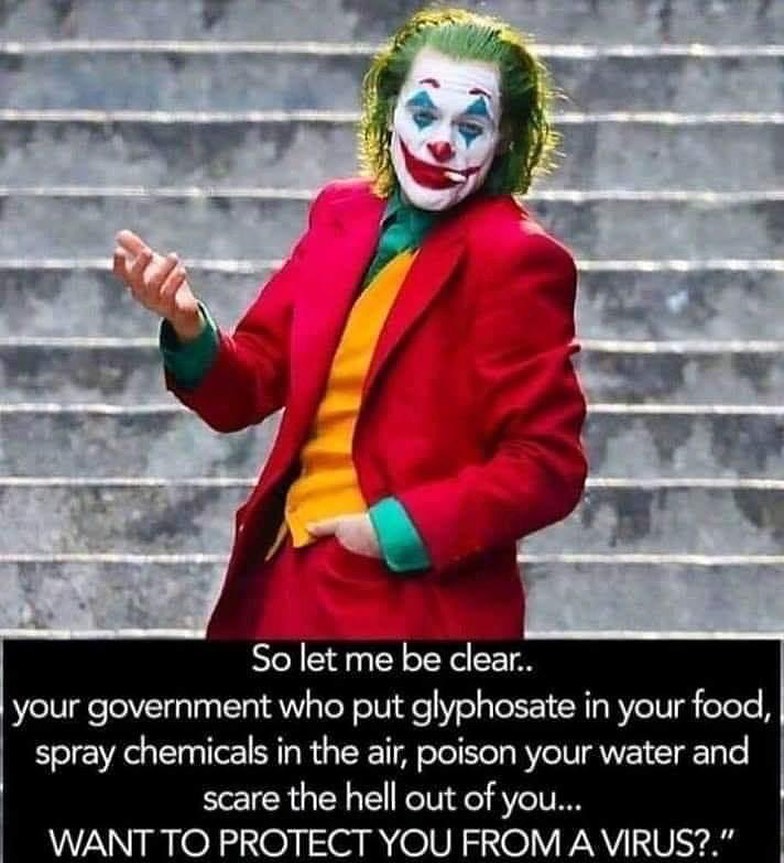 So let me be clear..
your government who put glyphosate in your food,
spray chemicals in the air, poison your water and
scare the hell out of you...
WANT TO PROTECT YOU FROM A VIRUS?."